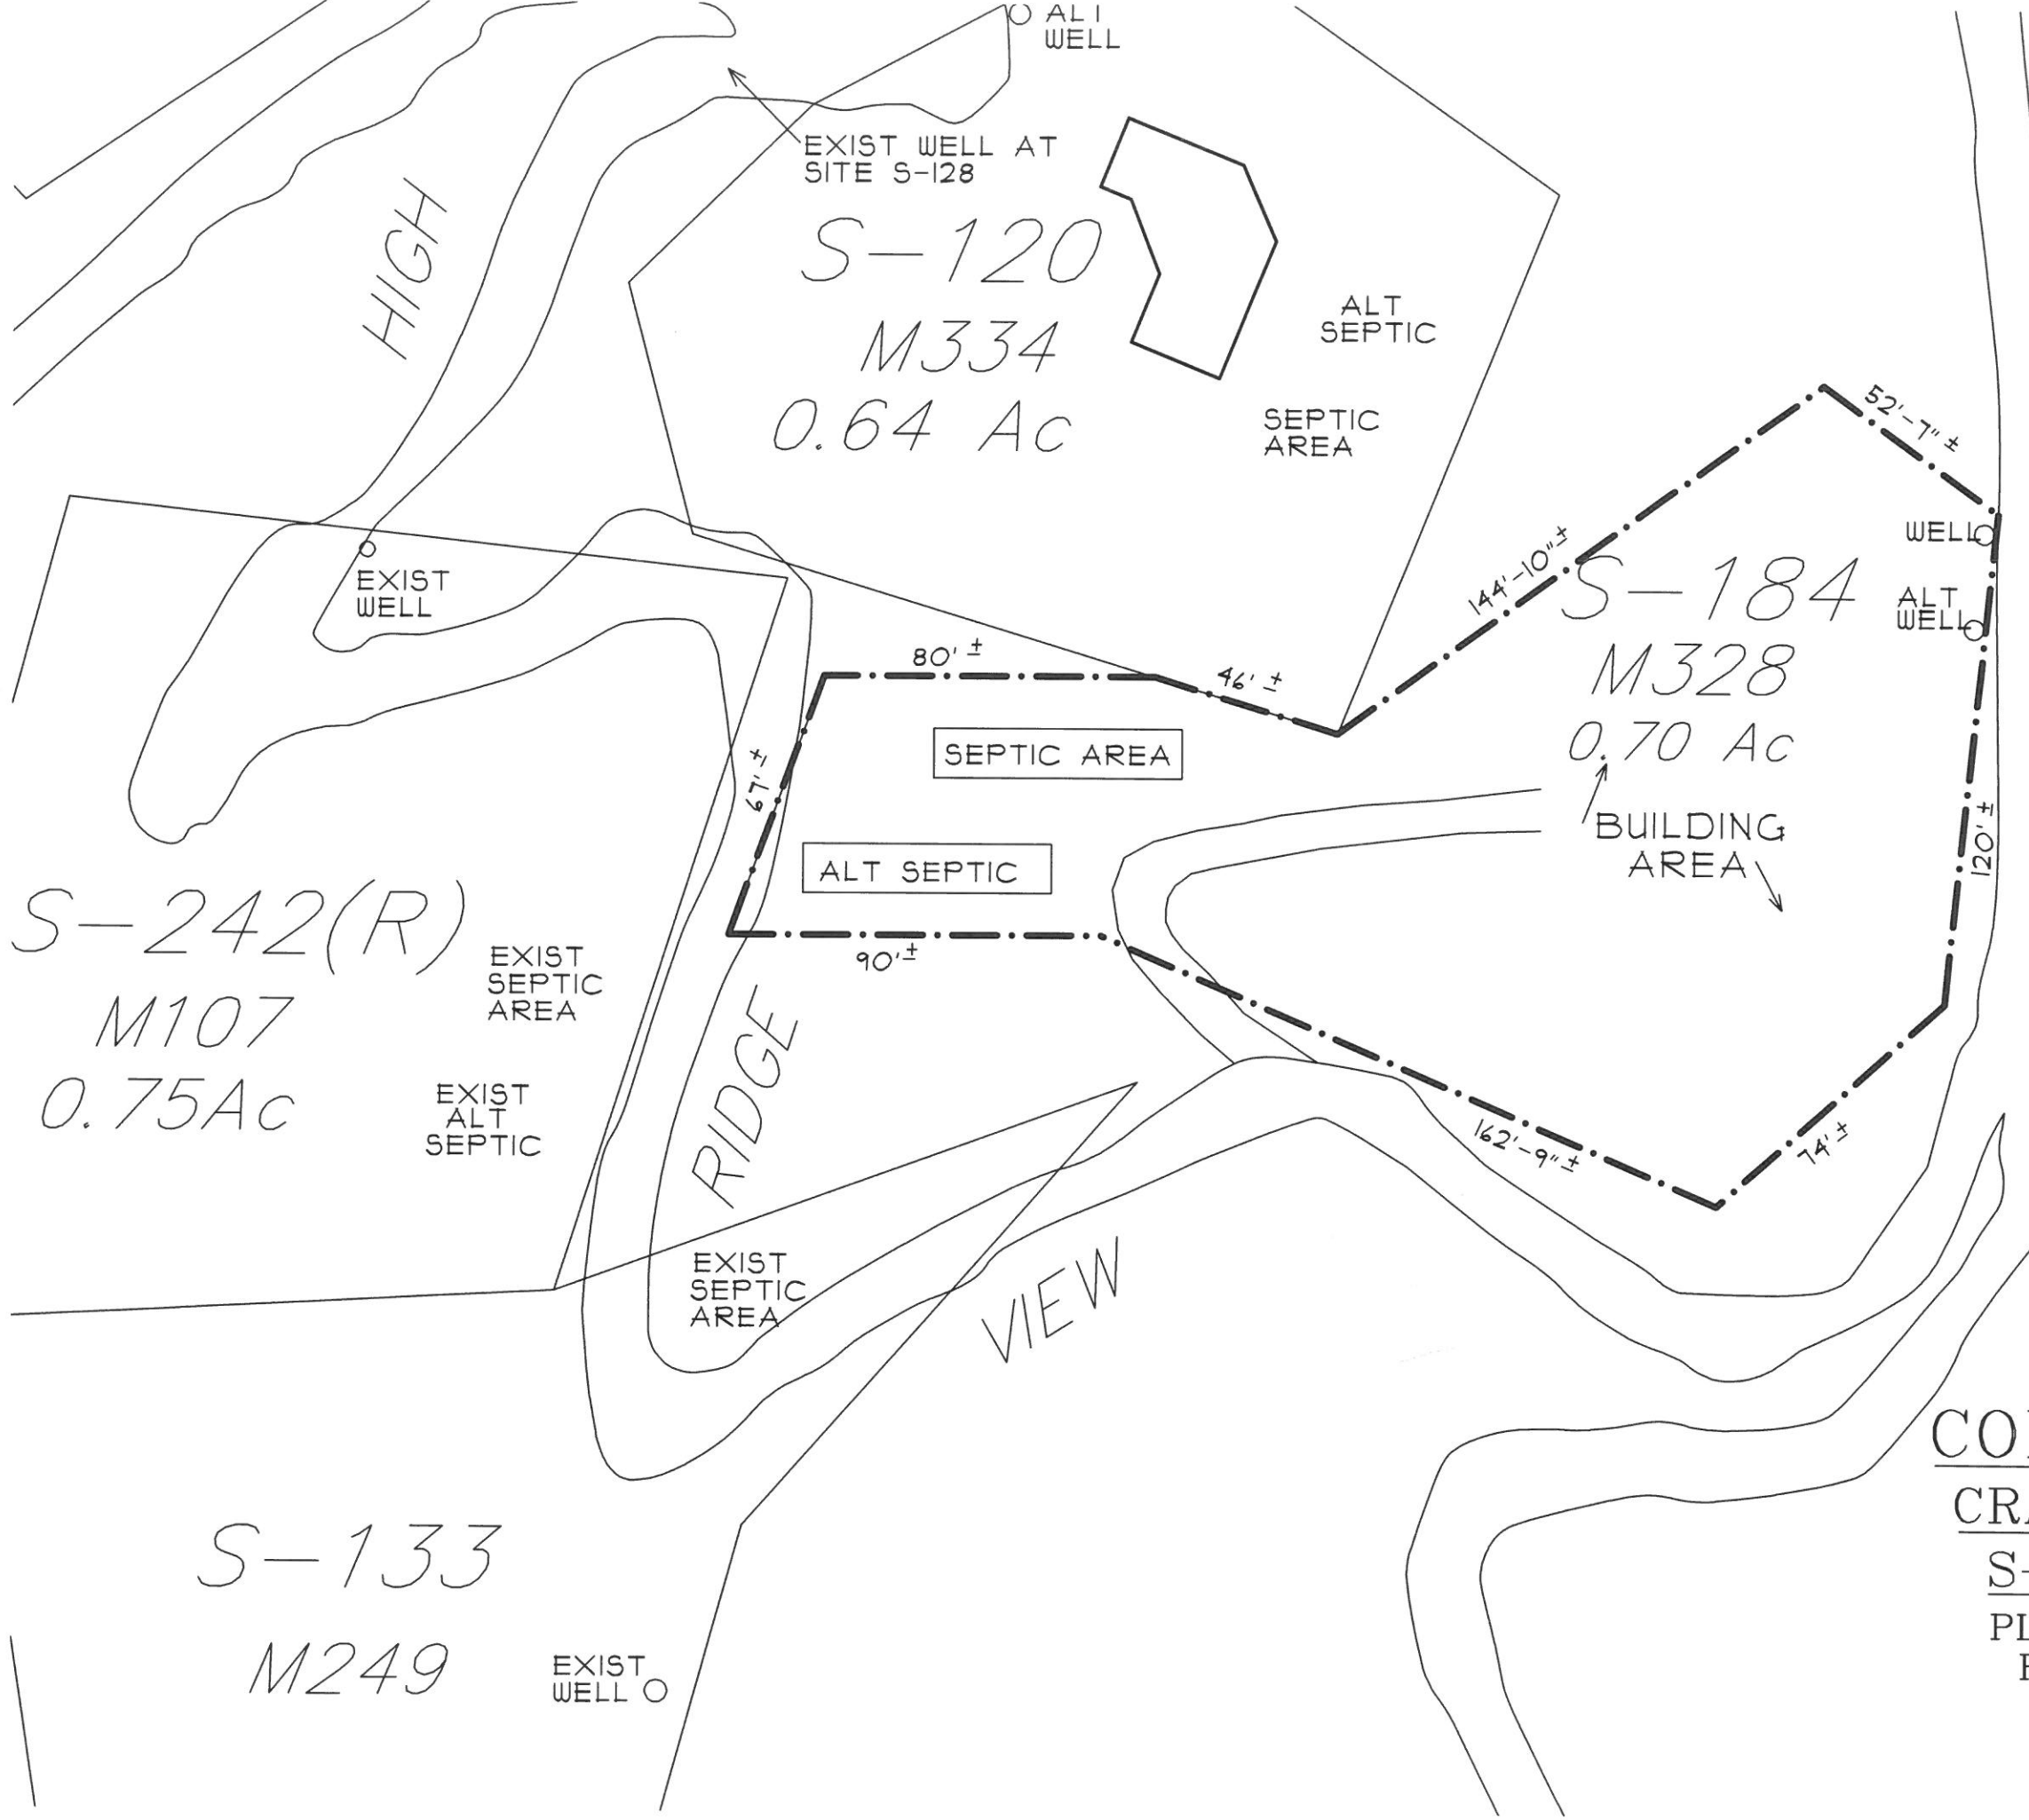 WELL
EXIST WELL AT
SITE S-128
HIGH
S-120
M334
0.64 Ac
ALT
SEPTIC
SEPTIC
AREA
52'-7" ±
144'-10" ±
WELL
ALT
WELL
S-184
M328
0.70 Ac
BUILDING
AREA
EXIST
WELL
80' ±
46' ±
67' ±
SEPTIC AREA
ALT SEPTIC
90' ±
120' ±
162'-9" ±
74' ±
S-242(R)
M107
0.75Ac
EXIST
SEPTIC
AREA
EXIST
ALT
SEPTIC
RIDGE
EXIST
SEPTIC
AREA
VIEW
S-133
M249
EXIST
WELL